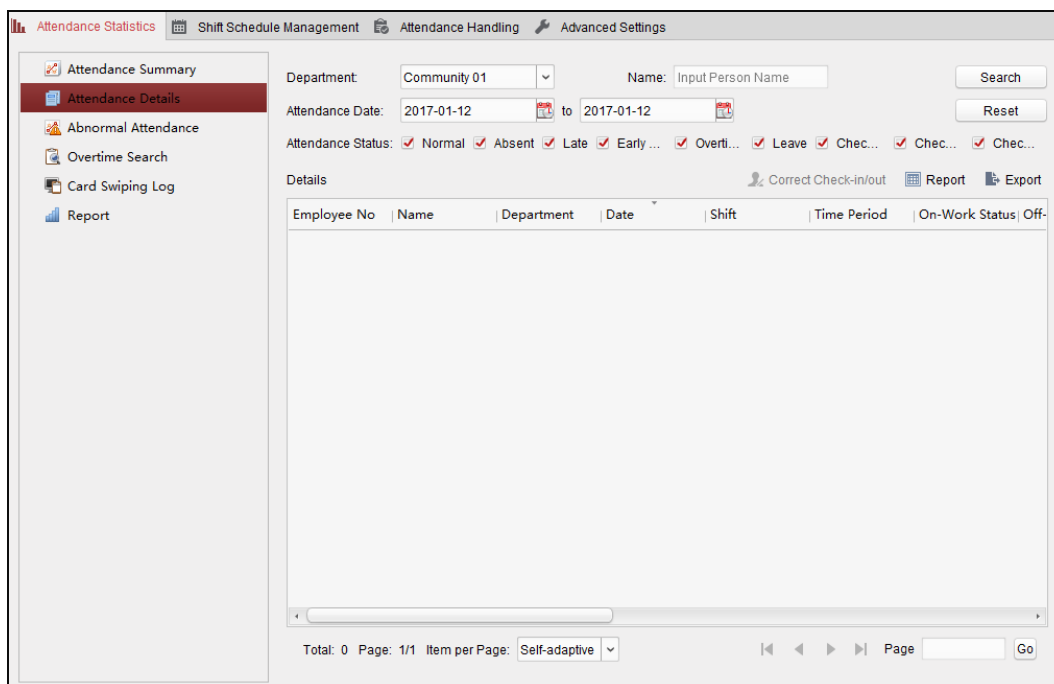 Attendance Statistics Shift Schedule Management Attendance Handling Advanced Settings
Attendance Summary
Attendance Details
Abnormal Attendance
Overtime Search
Card Swiping Log
Report
Department: Community 01 Name: Input Person Name Search
Attendance Date: 2017-01-12 to 2017-01-12 Reset
Attendance Status: Normal Absent Late Early ... Overti... Leave Chec... Chec... Chec...
Details Correct Check-in/out Report Export
Employee No Name Department Date Shift Time Period On-Work Status Off-
Total: 0 Page: 1/1 Item per Page: Self-adaptive Page Go